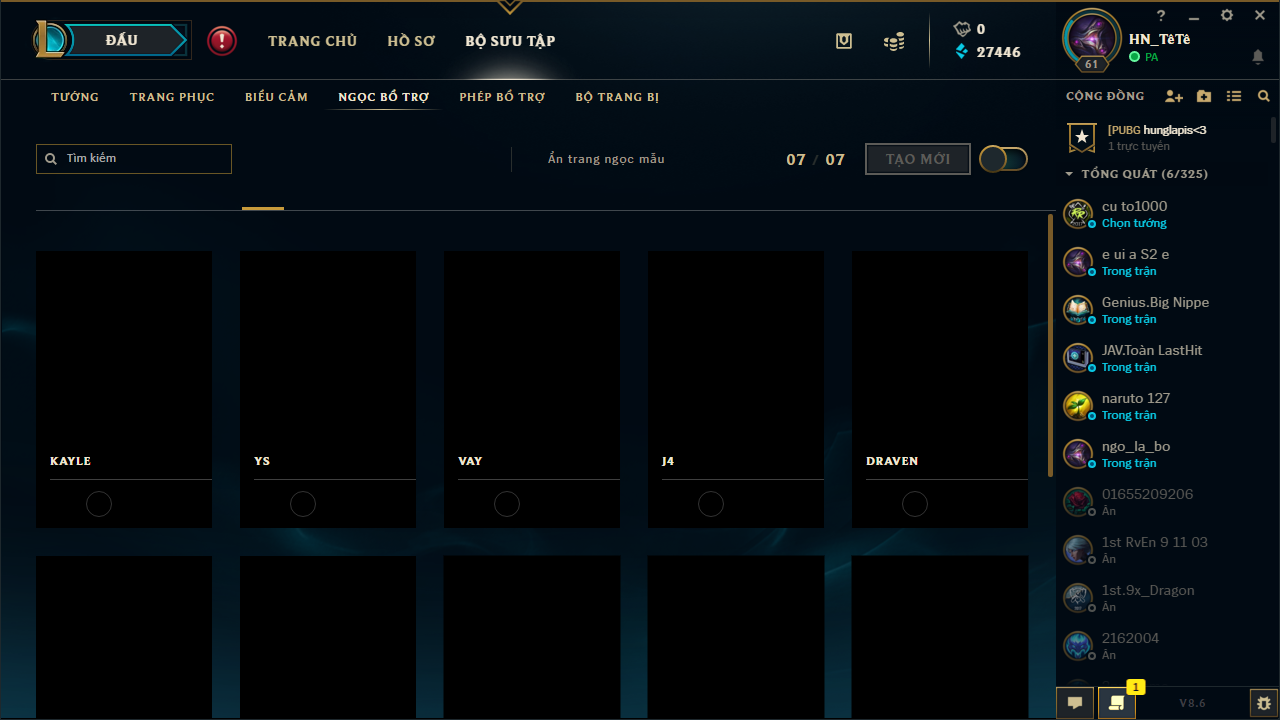 ĐẤU
TRANG CHỦ
HỒ SƠ
BỘ SƯU TẬP
0
27446
61
?
HN_TêTê
PA
TƯỚNG
TRANG PHỤC
BIỂU CẢM
NGỌC BỔ TRỢ
PHÉP BỔ TRỢ
BỘ TRANG BỊ
CỘNG ĐỒNG
Tìm kiếm
Ẩn trang ngọc mẫu
07 / 07
TẠO MỚI
[PUBG hunglapis<3
1 trực tuyến
TỔNG QUÁT (6/325)
cu to1000
Chọn tướng
e ui a S2 e
Trong trận
Genius.Big Nippe
Trong trận
JAV.Toàn LastHit
Trong trận
naruto 127
Trong trận
ngo_la_bo
Trong trận
01655209206
Ẩn
1st RvEn 9 11 03
Ẩn
1st.9x_Dragon
Ẩn
2162004
Ẩn
KAYLE
YS
VAY
J4
DRAVEN
1
V8.6